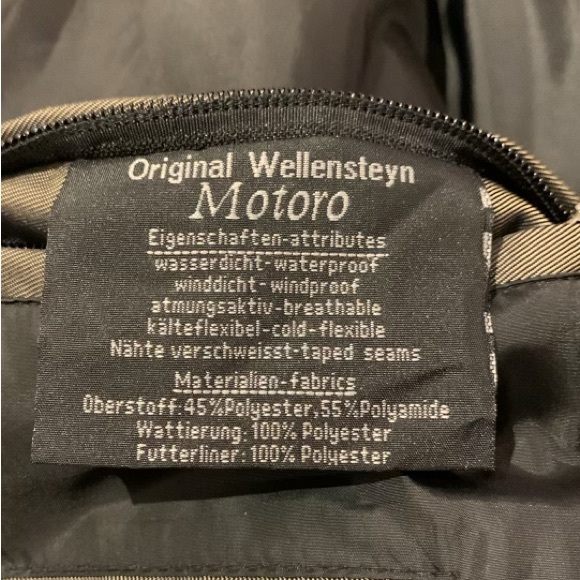 Original Wellensteyn
Motoro
Eigenschaften-attributes
wasserdicht-waterproof
winddicht-windproof
atmungsaktiv-breathable
kälteflexibel-cold-flexible
Nähte verschweisst-taped seams
Materialien-fabrics
Oberstoff:45%Polyester,55%Polyamide
Wattierung:100% Polyester
Futterliner:100% Polyester